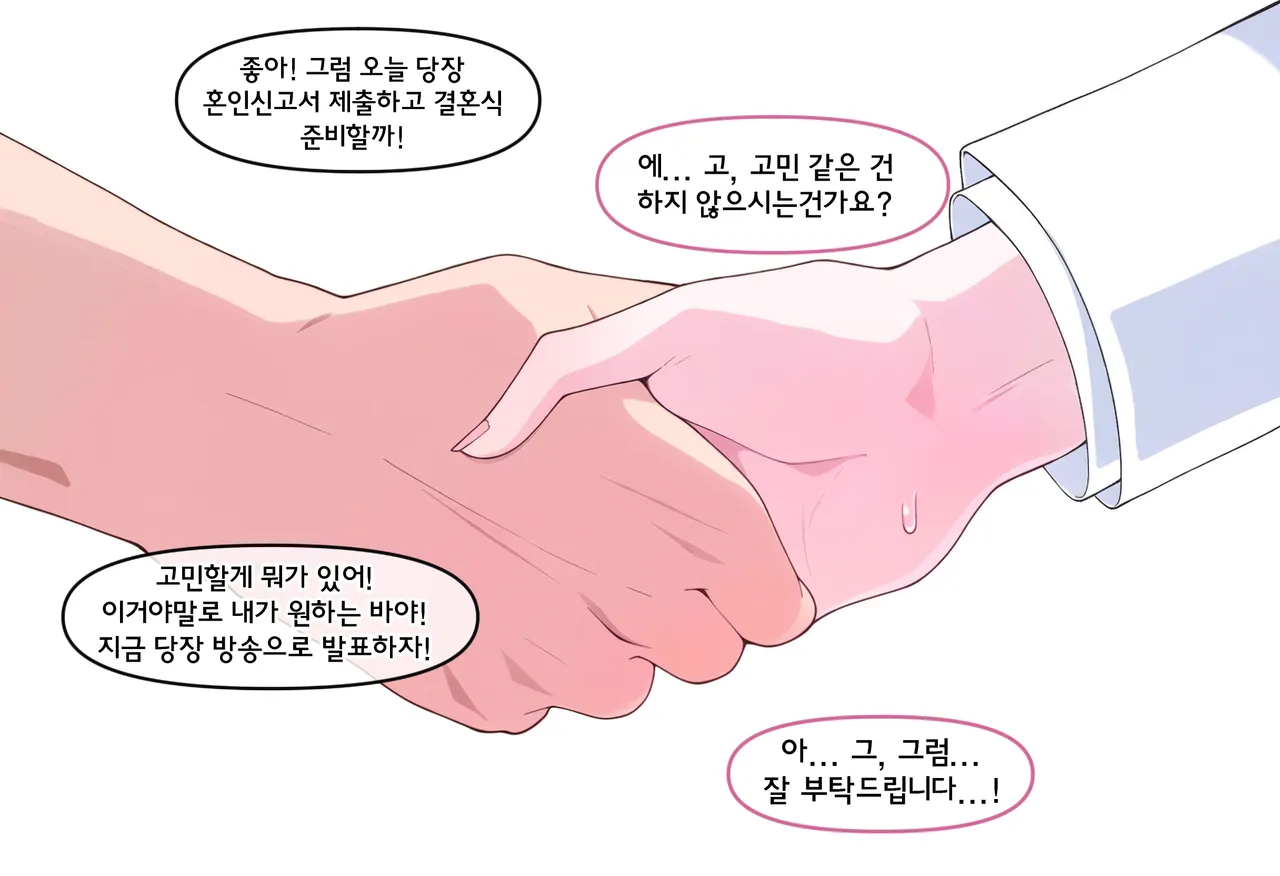 좋아! 그럼 오늘 당장
혼인신고서 제출하고 결혼식
준비할까!
에... 고, 고민 같은 건
하지 않으시는건가요?
고민할게 뭐가 있어!
이거야말로 내가 원하는 바야!
지금 당장 방송으로 발표하자!
아... 그, 그럼...
잘 부탁드립니다...!